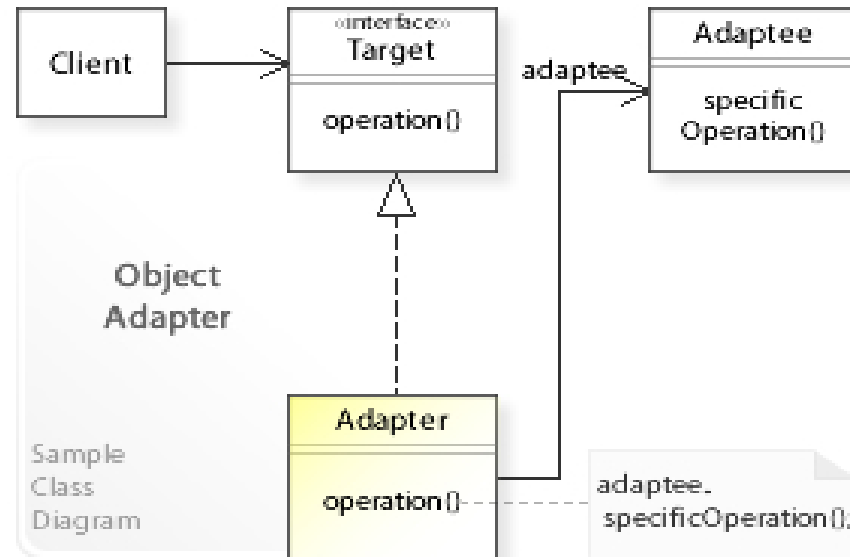 Client
«interface»
Target
operation()
adaptee
Adaptee
specific
Operation()
Object
Adapter
Adapter
operation()
Sample
Class
Diagram
adaptee.
specificOperation();